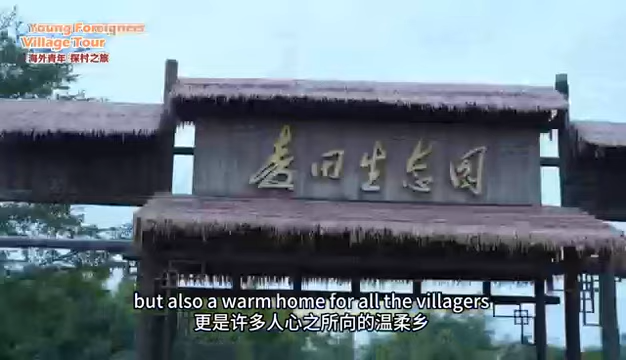 Young Foreigner
Village Tour
海外青年 探村之旅
麦田生态园
but also a warm home for all the villagers
更是许多人心之所向的温柔乡